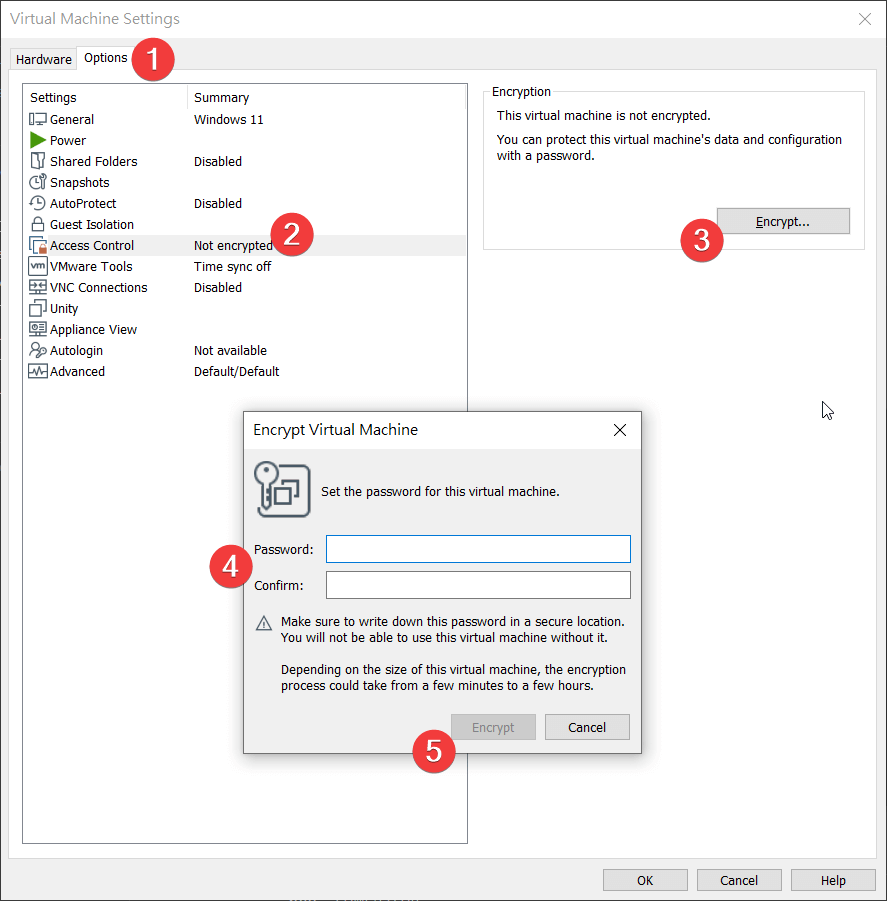 Virtual Machine Settings
Hardware
Options
1
Settings Summary
General Windows 11
Power
Shared Folders Disabled
Snapshots
AutoProtect Disabled
Guest Isolation
Access Control Not encrypted
2
vm VMware Tools Time sync off
VNC Connections Disabled
Unity
Appliance View
Autologin Not available
Advanced Default/Default
Encryption
This virtual machine is not encrypted.
You can protect this virtual machine's data and configuration
with a password.
3
Encrypt...
Encrypt Virtual Machine
Set the password for this virtual machine.
4
Password:
Confirm:
Make sure to write down this password in a secure location.
You will not be able to use this virtual machine without it.
Depending on the size of this virtual machine, the encryption
process could take from a few minutes to a few hours.
5
Encrypt
Cancel
OK
Cancel
Help